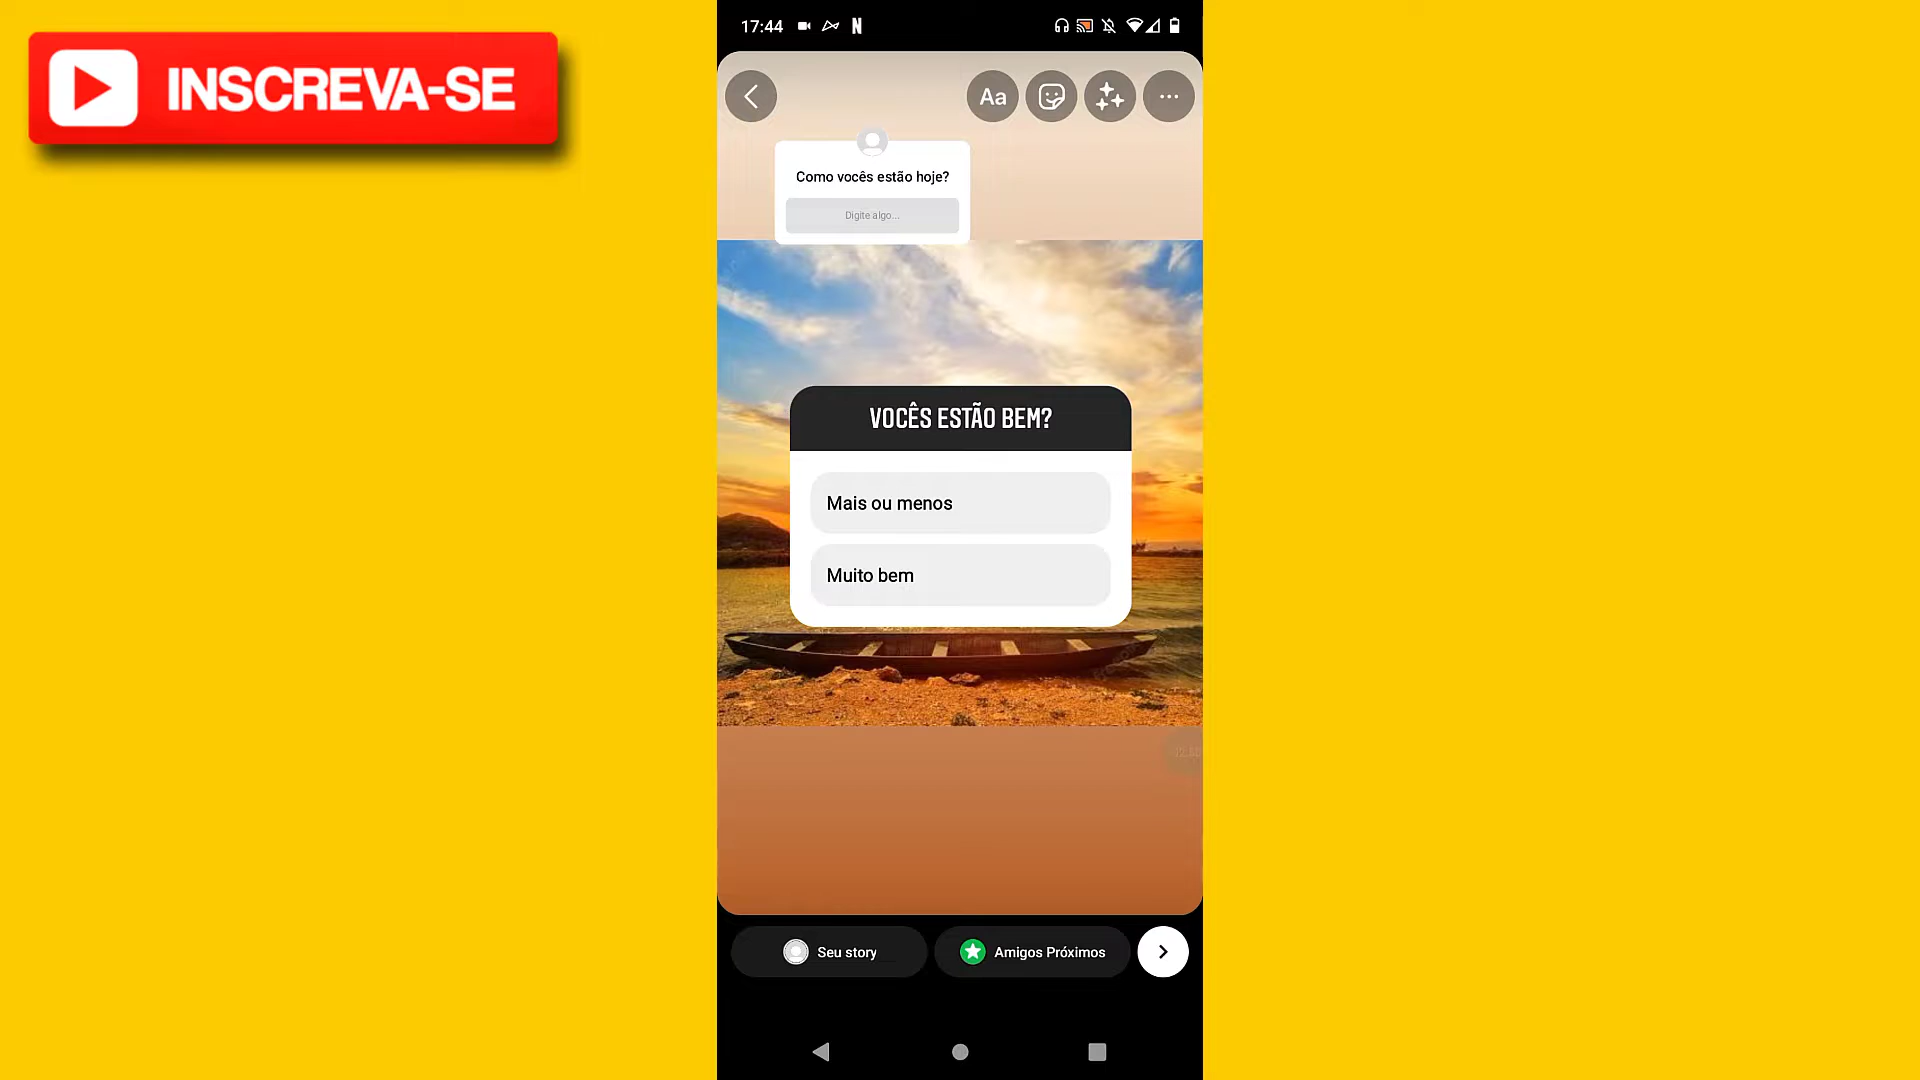 INSCREVA-SE
17:44
N
Aa
Como vocês estão hoje?
Digite algo...
VOCÊS ESTÃO BEM?
Mais ou menos
Muito bem
Seu story
Amigos Próximos